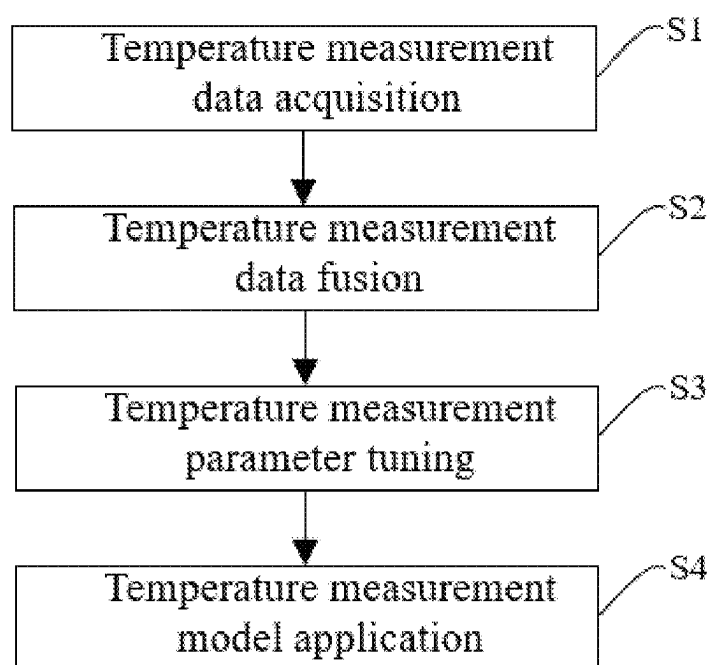 Temperature measurement
data acquisition
S1
Temperature measurement
data fusion
S2
Temperature measurement
parameter tuning
S3
Temperature measurement
model application
S4